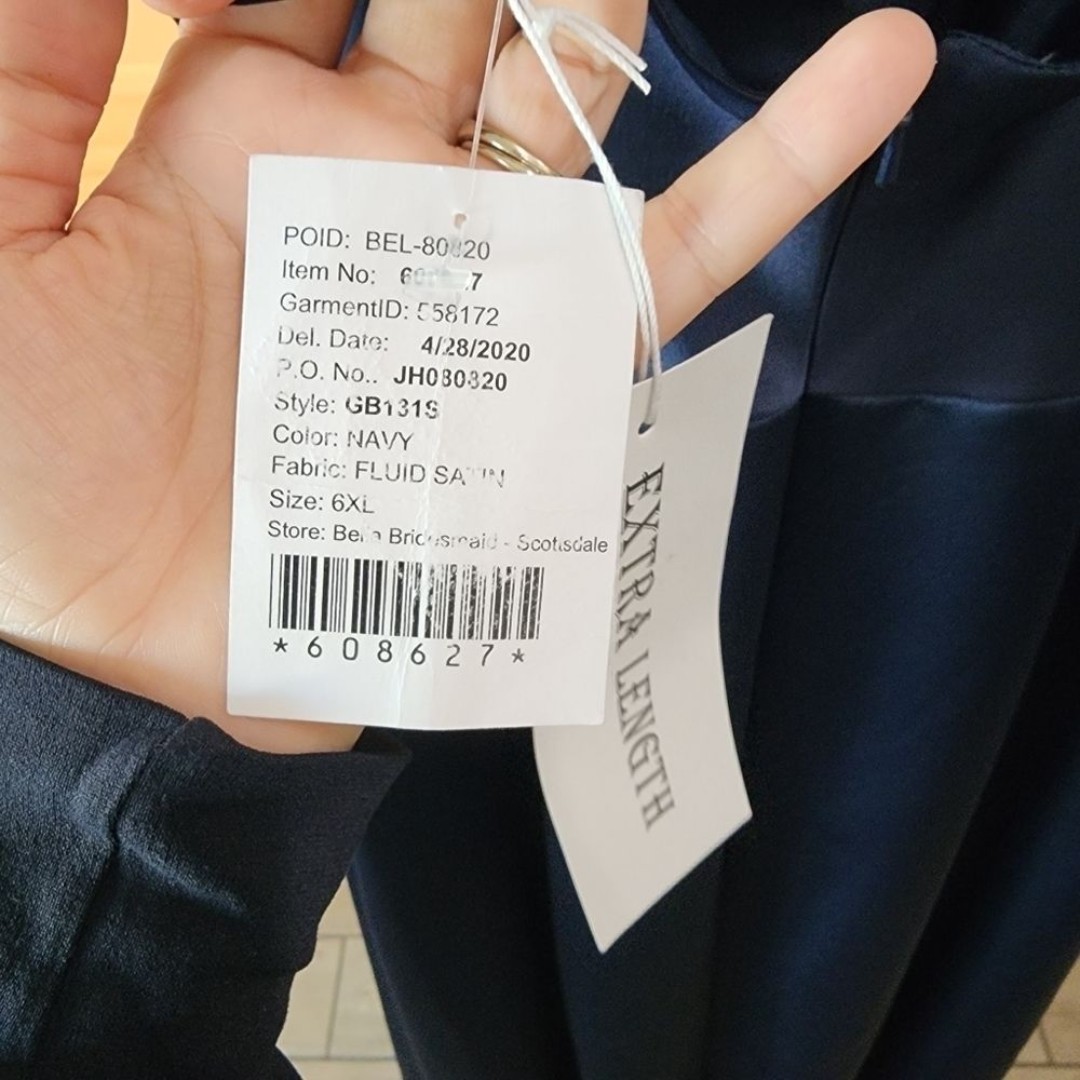 POID: BEL-80820
Item No: 608627
GarmentID: 558172
Del. Date: 4/28/2020
P.O. No.. JH080820
Style: GB131S
Color: NAVY
Fabric: FLUID SATIN
Size: 6XL
Store: Bella Bridesmaid - Scottsdale
*608627*
EXTRA LENGTH